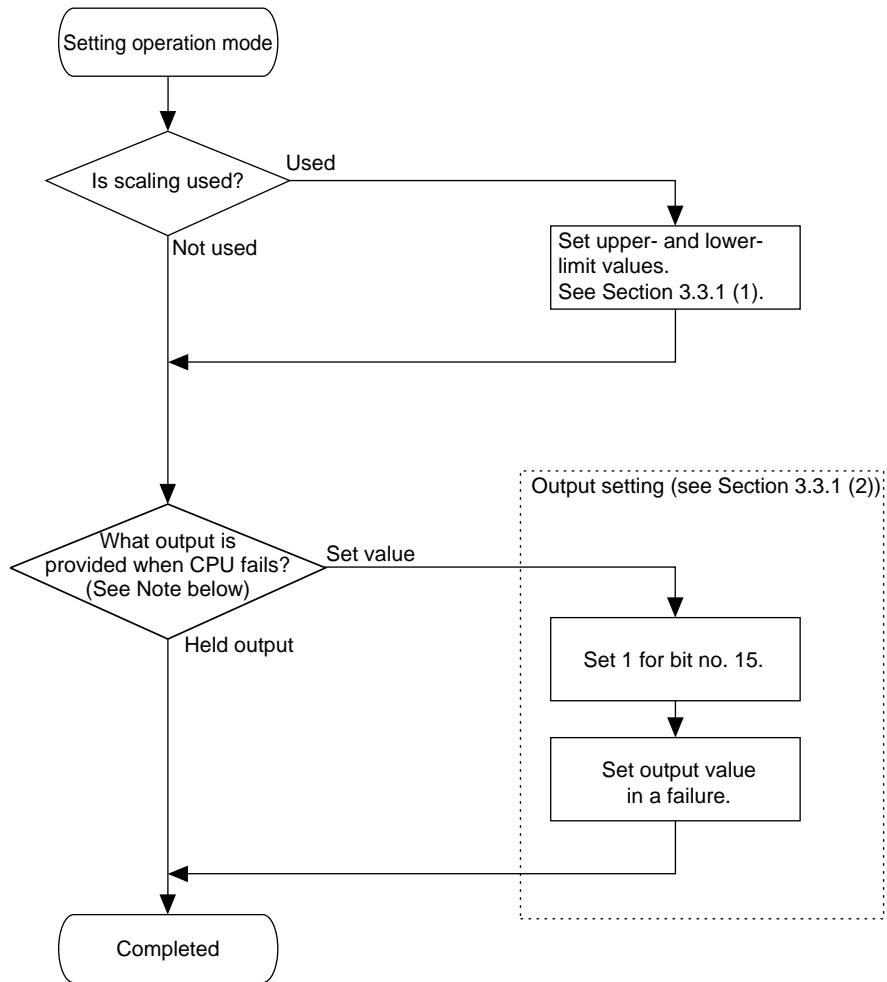 Setting operation mode
Is scaling used?
Used
Not used
Set upper- and lower-
limit values.
See Section 3.3.1 (1).
Output setting (see Section 3.3.1 (2))
What output is
provided when CPU fails?
(See Note below)
Set value
Held output
Set 1 for bit no. 15.
Set output value
in a failure.
Completed